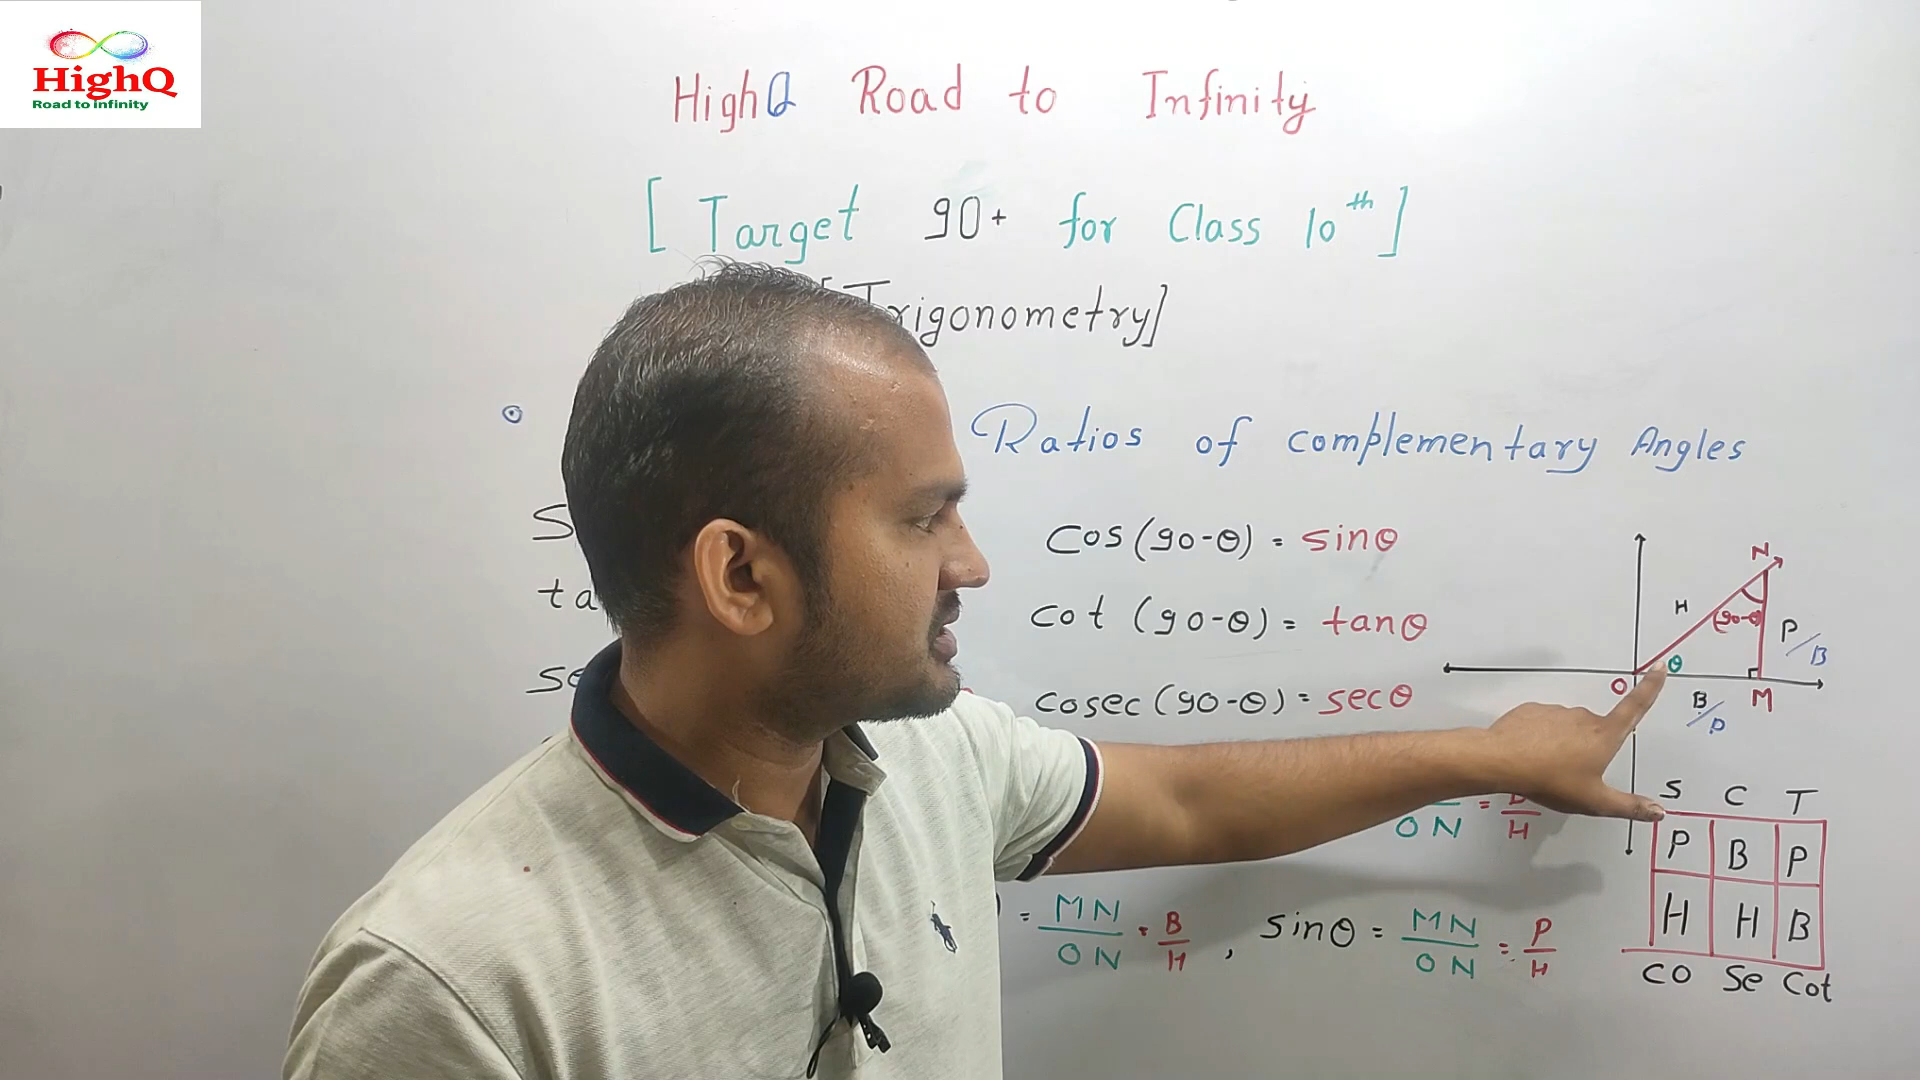 HighQ
Road to infinity
HighQ Road to Infinity
[ Target 90+ for Class 10th ]
[Trigonometry]
Ratios of complementary Angles
cos(90-θ) = sinθ
cot (90-θ) = tanθ
cosec(90-θ) = secθ
N
H
(90-θ)
P/B
θ
O
B/P
M
ON = B/H
= MN/ON = B/H , sinθ = MN/ON = P/H
S C T
P B P
H H B
CO Se Cot